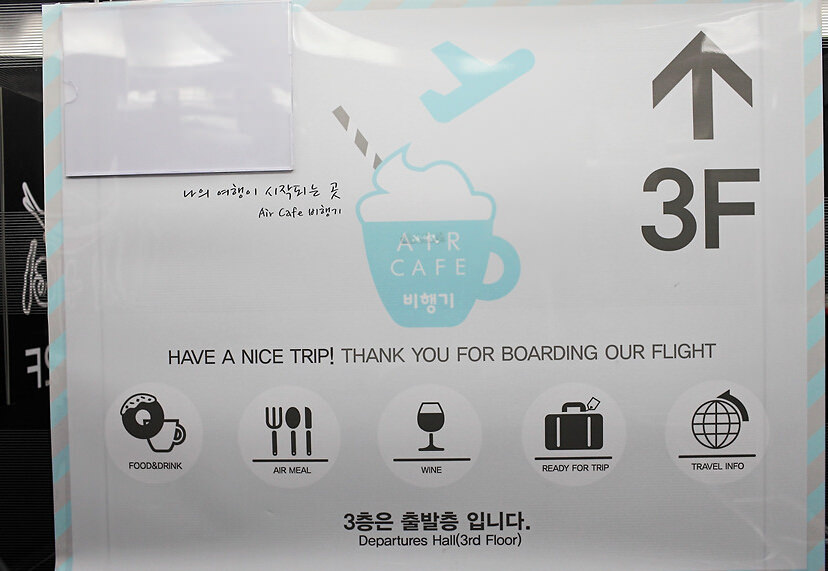 3F
나의 여행이 시작되는 곳
Air Cafe 비행기
AIR
CAFE
비행기
HAVE A NICE TRIP! THANK YOU FOR BOARDING OUR FLIGHT
FOOD&DRINK
AIR MEAL
WINE
READY FOR TRIP
TRAVEL INFO
3층은 출발층 입니다.
Departures Hall(3rd Floor)